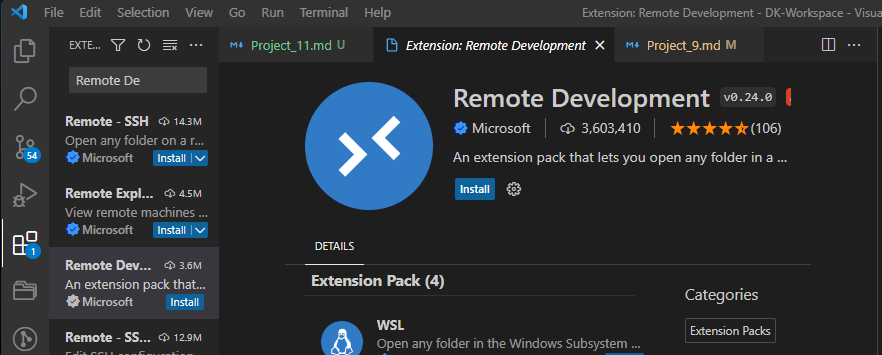 File Edit Selection View Go Run Terminal Help Extension: Remote Development - DK-Workspace - Visua
EXTE...
Project_11.md U
Extension: Remote Development
Project_9.md M
Remote De
Remote - SSH 14.3M
Open any folder on a r...
Microsoft Install
Remote Expl... 4.5M
View remote machines ...
Microsoft Install
Remote Dev... 3.6M
An extension pack that...
Microsoft Install
Remote - SS... 12.9M
Edit SSH configuration
54
1
Remote Development v0.24.0
Microsoft 3,603,410 (106)
An extension pack that lets you open any folder in a ...
Install
DETAILS
Extension Pack (4)
WSL
Open any folder in the Windows Subsystem ...
Categories
Extension Packs